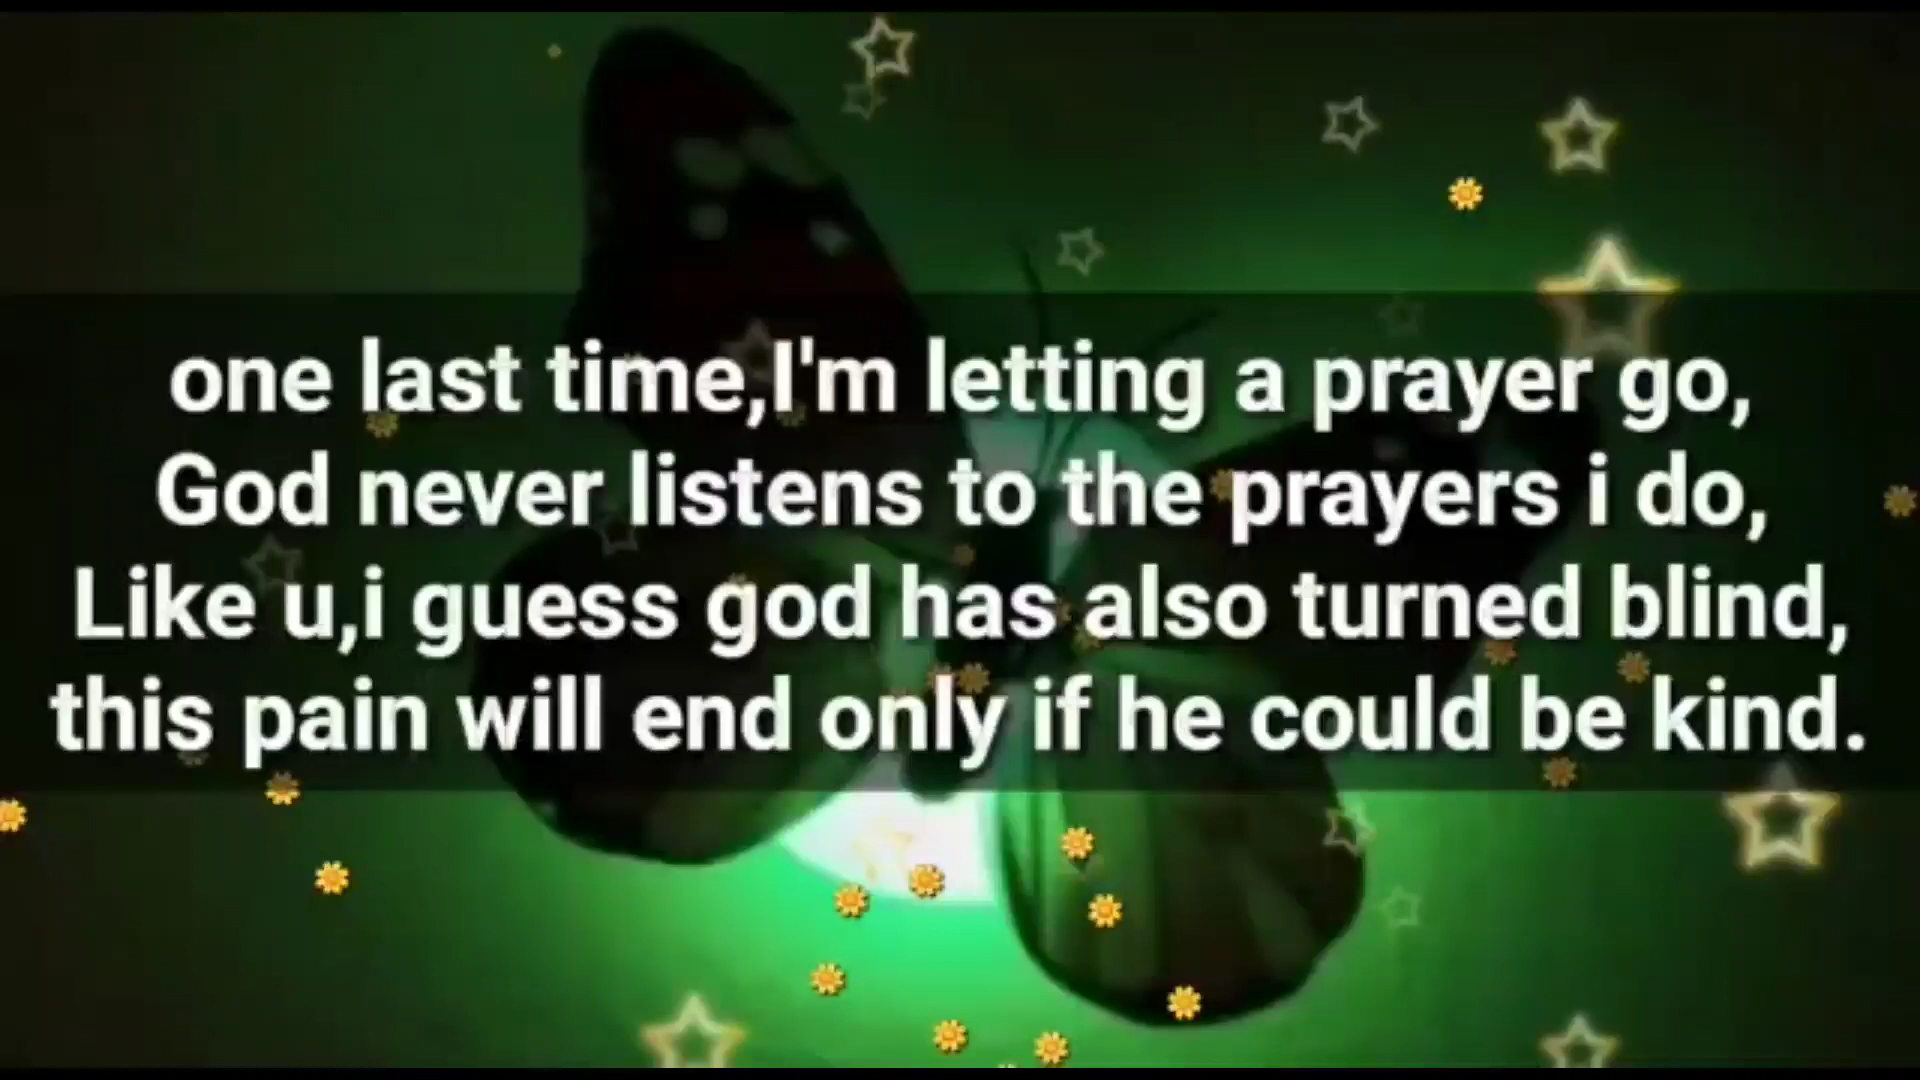 one last time,I'm letting a prayer go,
God never listens to the prayers i do,
Like u,i guess god has also turned blind,
this pain will end only if he could be kind.